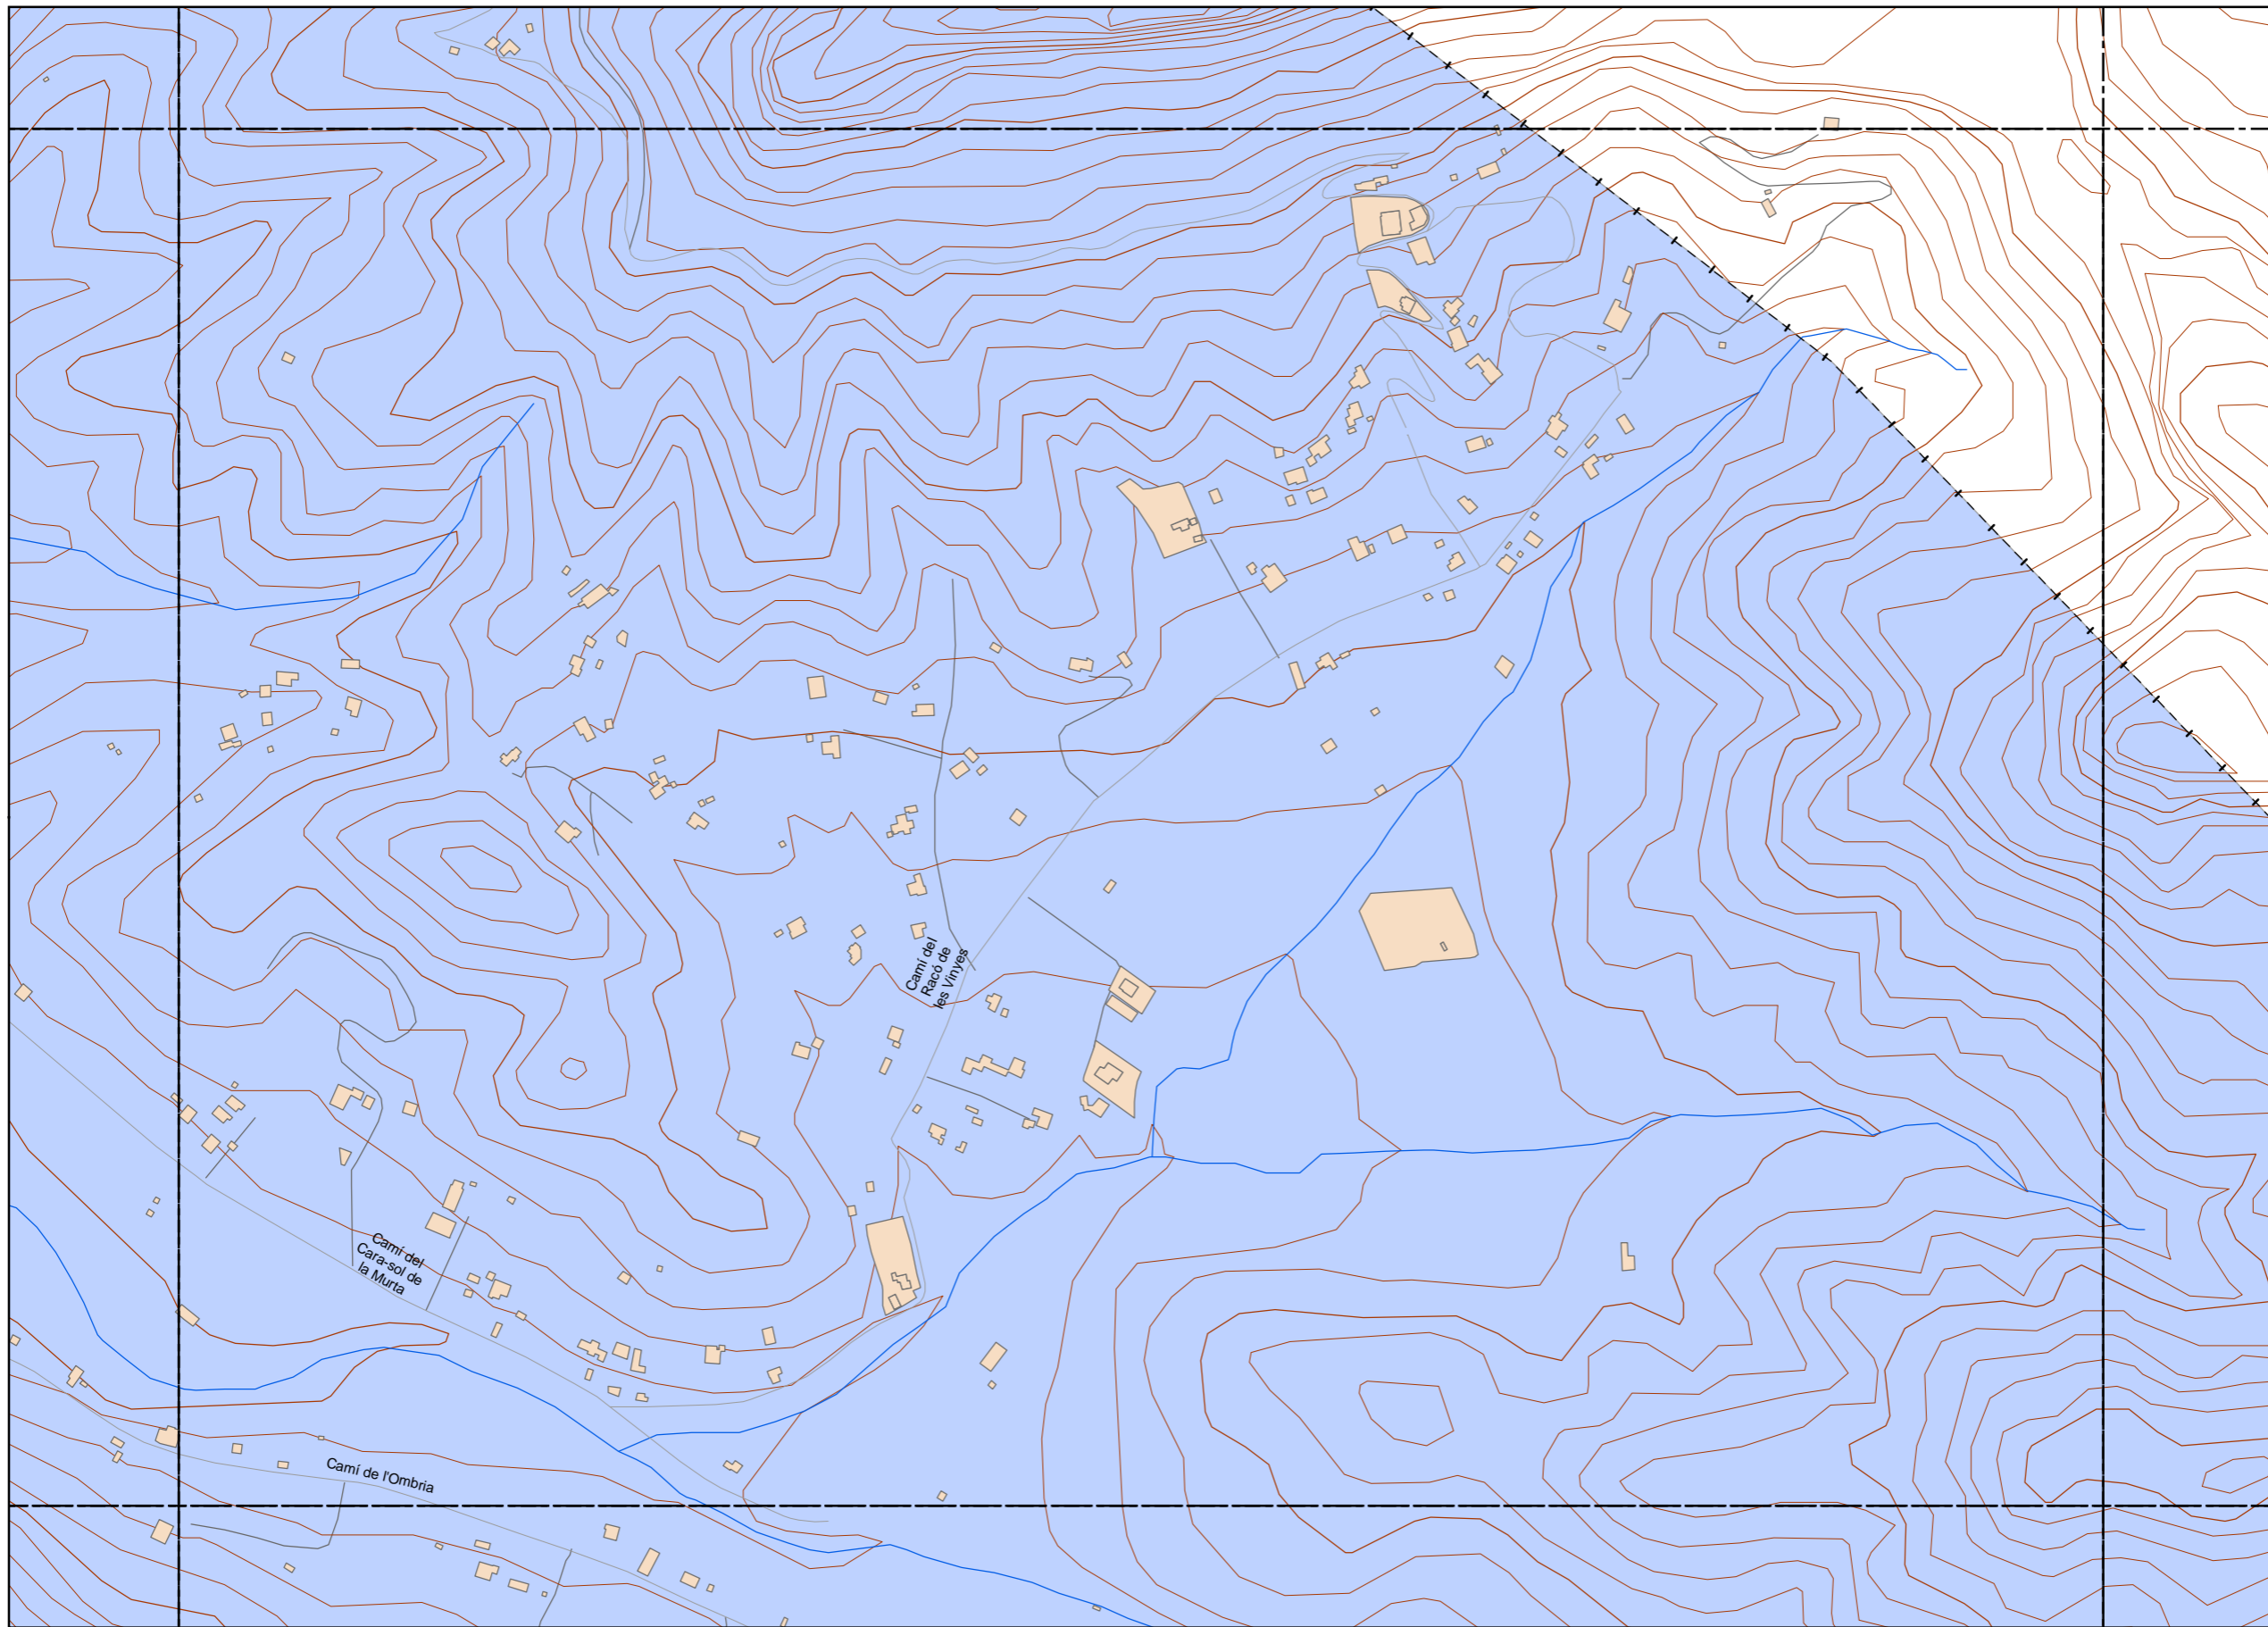 Camí del
Racó de
les Vinyes
Camí del
Cara-sol de
la Murta
Camí de l'Ombria